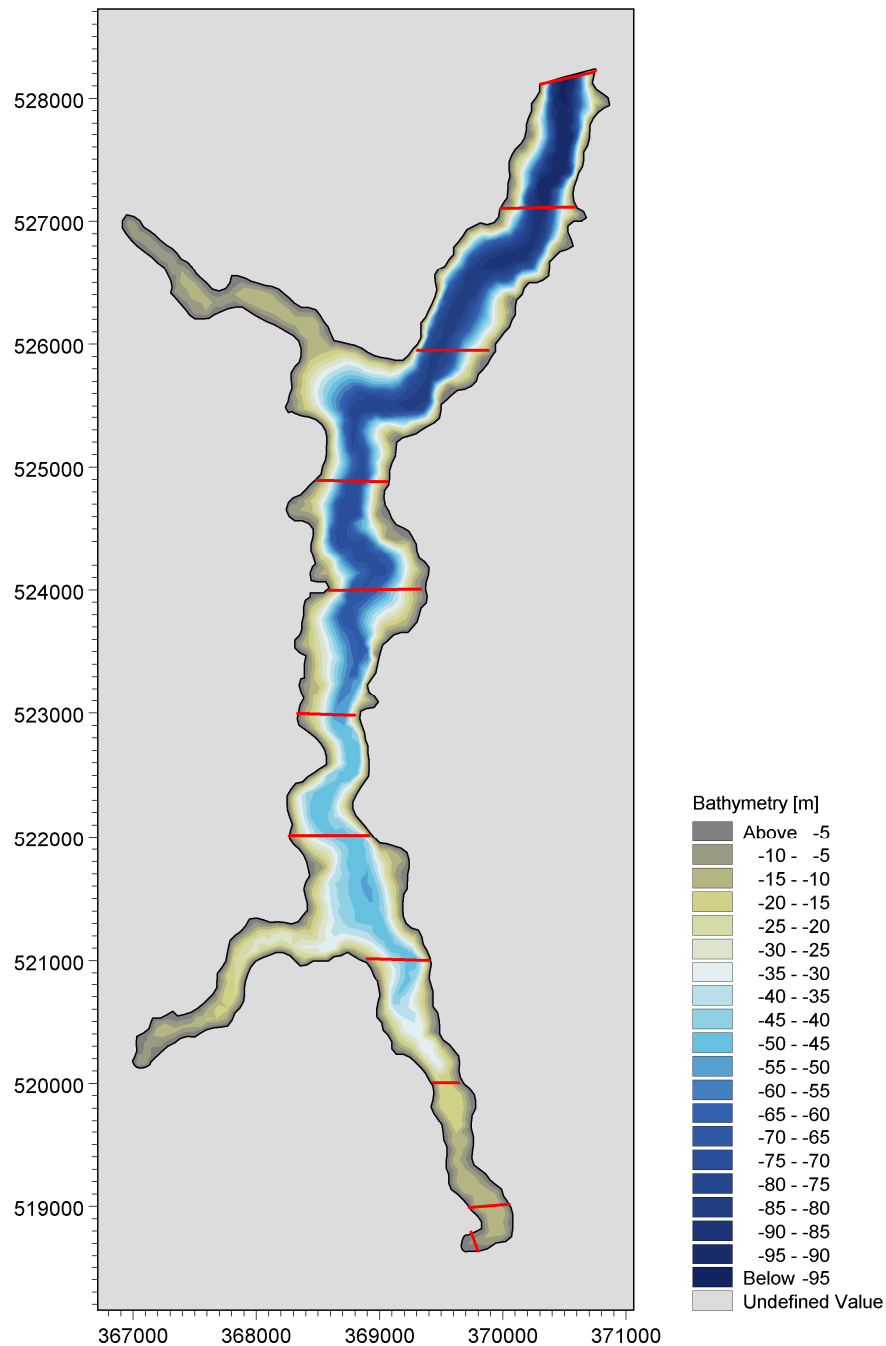 528000
527000
526000
525000
524000
523000
522000
521000
520000
519000
367000 368000 369000 370000 371000
Bathymetry [m]
Above -5
-10 - -5
-15 - -10
-20 - -15
-25 - -20
-30 - -25
-35 - -30
-40 - -35
-45 - -40
-50 - -45
-55 - -50
-60 - -55
-65 - -60
-70 - -65
-75 - -70
-80 - -75
-85 - -80
-90 - -85
-95 - -90
Below -95
Undefined Value